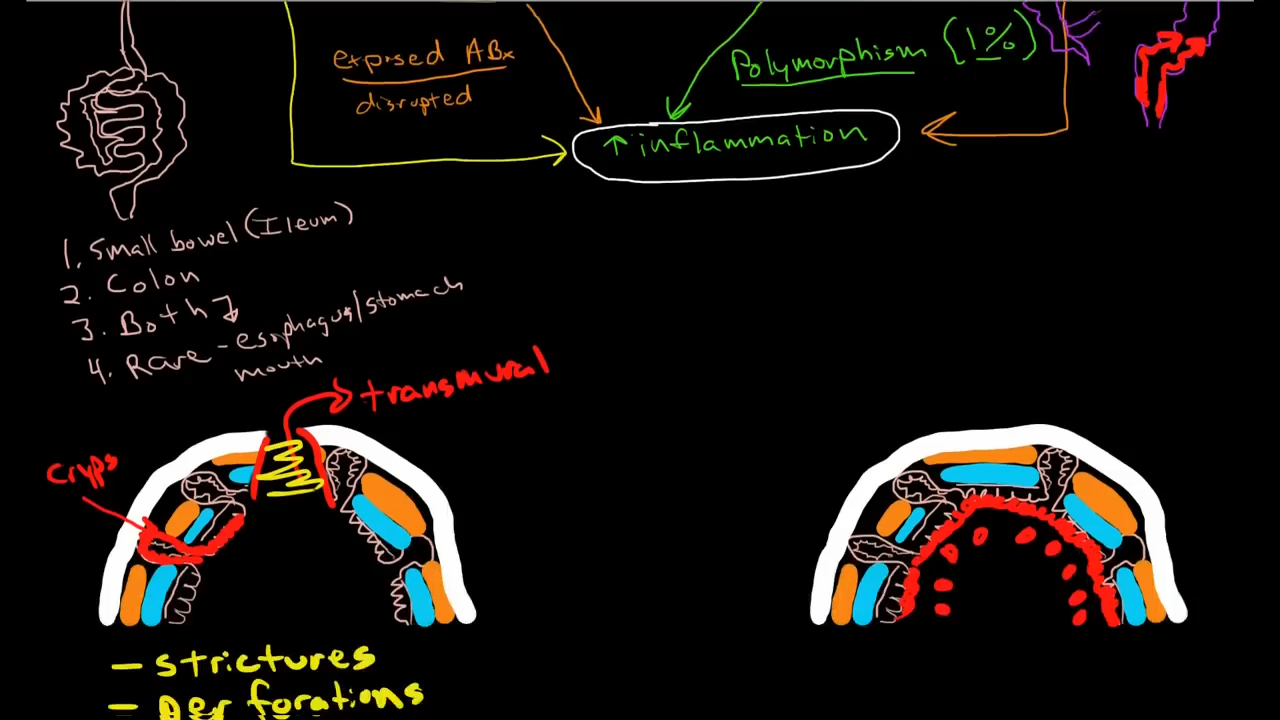 exposed ABx
disrupted
Polymorphism (1%)
↑ inflammation
1. Small bowel (Ileum)
2. Colon
3. Both
4. Rare - esophagus/stomach
mouth
transmural
Cryps
- strictures
- perforations